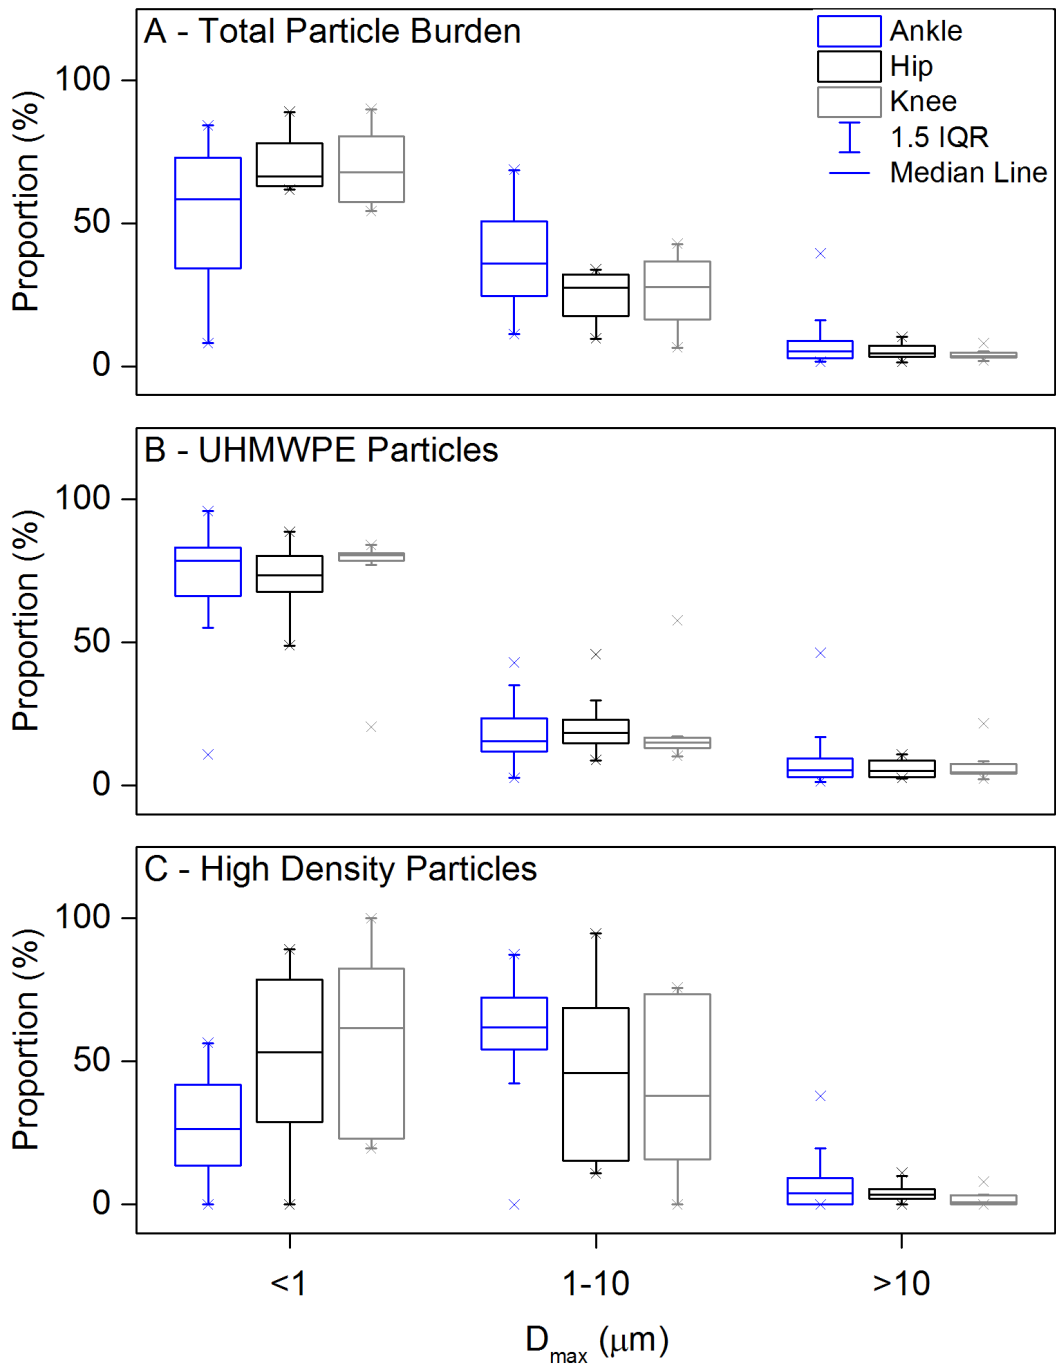 A - Total Particle Burden
Ankle
Hip
Knee
1.5 IQR
Median Line
Proportion (%)
100
50
0
B - UHMWPE Particles
Proportion (%)
100
50
0
C - High Density Particles
Proportion (%)
100
50
0
<1
1-10
>10
Dmax (μm)